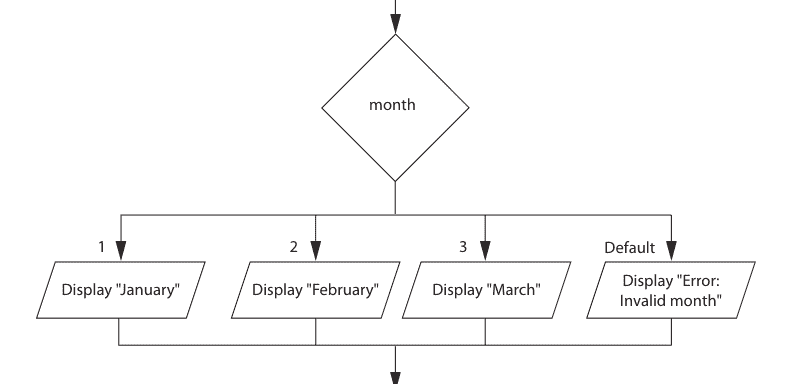 month
1
2
3
Default
Display "January"
Display "February"
Display "March"
Display "Error:
Invalid month"